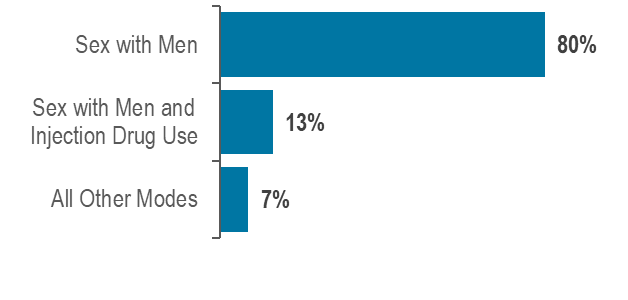 Sex with Men
80%
Sex with Men and
Injection Drug Use
13%
All Other Modes
7%